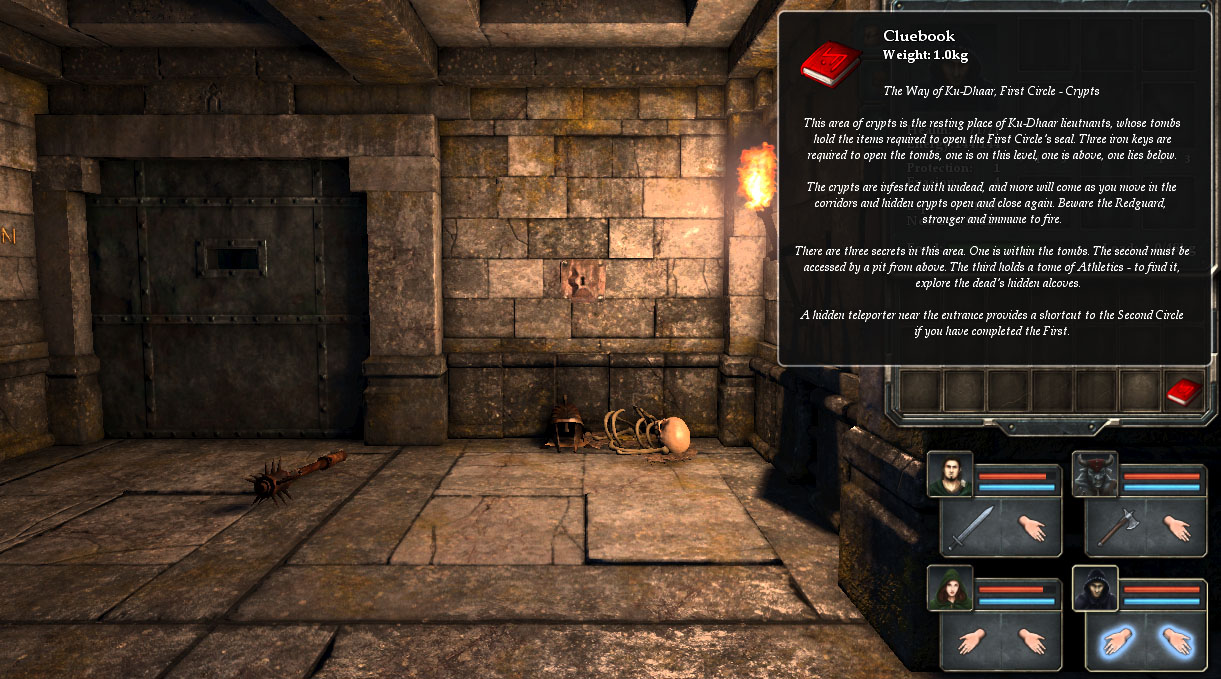 Cluebook
Weight: 1.0kg
The Way of Ku-Dhaar, First Circle - Crypts
This area of crypts is the resting place of Ku-Dhaar lieutnants, whose tombs
hold the items required to open the First Circle's seal. Three iron keys are
required to open the tombs, one is on this level, one is above, one lies below.
The crypts are infested with undead, and more will come as you move in the
corridors and hidden crypts open and close again. Beware the Redguard,
stronger and immune to fire.
There are three secrets in this area. One is within the tombs. The second must be
accessed by a pit from above. The third holds a tome of Athletics - to find it,
explore the dead's hidden alcoves.
A hidden teleporter near the entrance provides a shortcut to the Second Circle
if you have completed the First.
Protection: 1
N